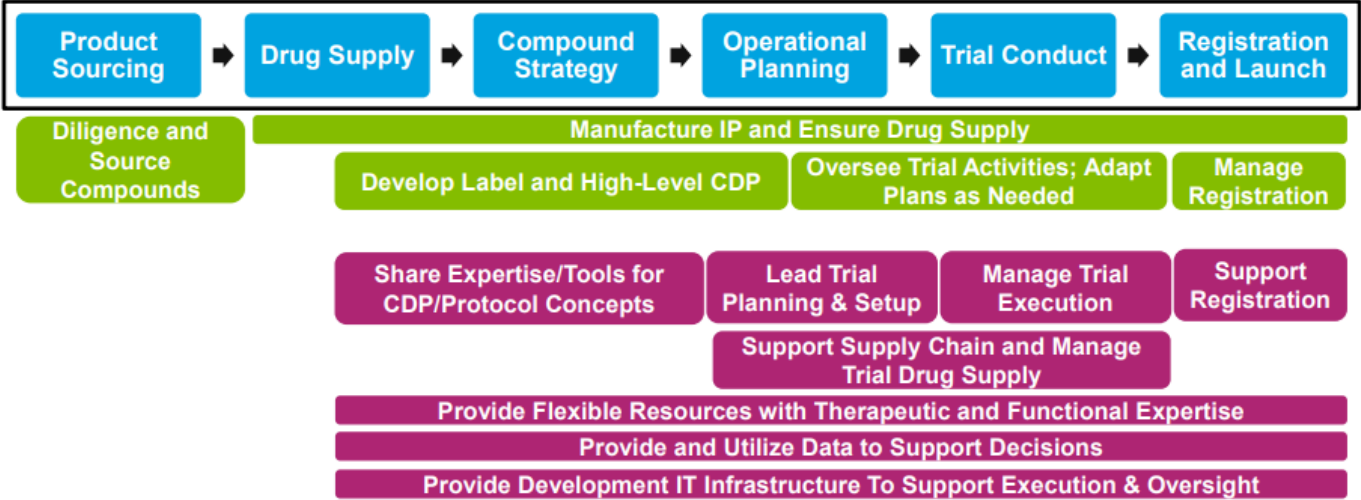 Product
Sourcing
Drug Supply
Compound
Strategy
Operational
Planning
Trial Conduct
Registration
and Launch
Diligence and
Source
Compounds
Manufacture IP and Ensure Drug Supply
Develop Label and High-Level CDP
Oversee Trial Activities; Adapt
Plans as Needed
Manage
Registration
Share Expertise/Tools for
CDP/Protocol Concepts
Lead Trial
Planning & Setup
Manage Trial
Execution
Support
Registration
Support Supply Chain and Manage
Trial Drug Supply
Provide Flexible Resources with Therapeutic and Functional Expertise
Provide and Utilize Data to Support Decisions
Provide Development IT Infrastructure To Support Execution & Oversight